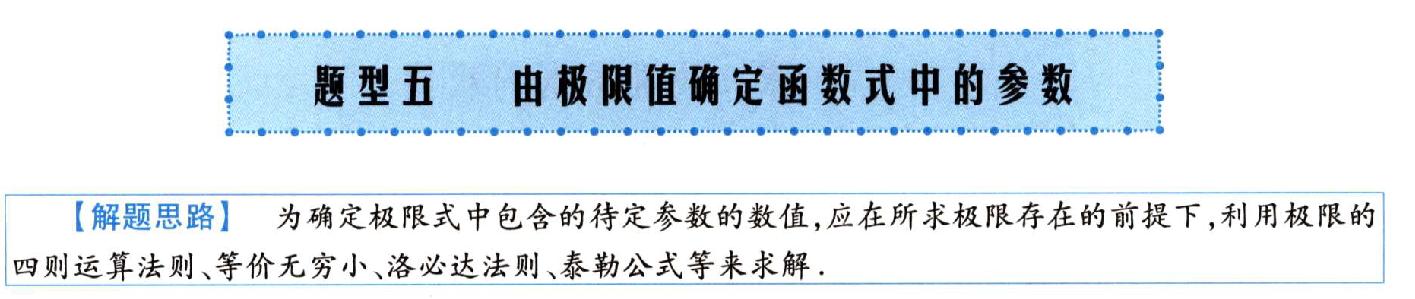 题型五 由极限值确定函数式中的参数
【解题思路】 为确定极限式中包含的待定参数的数值,应在所求极限存在的前提下,利用极限的
四则运算法则、等价无穷小、洛必达法则、泰勒公式等来求解.